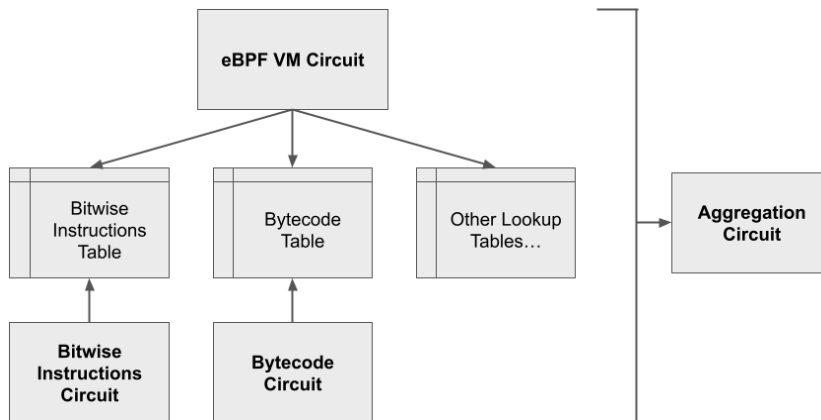 eBPF VM Circuit
Bitwise
Instructions
Table
Bytecode
Table
Other Lookup
Tables…
Aggregation
Circuit
Bitwise
Instructions
Circuit
Bytecode
Circuit